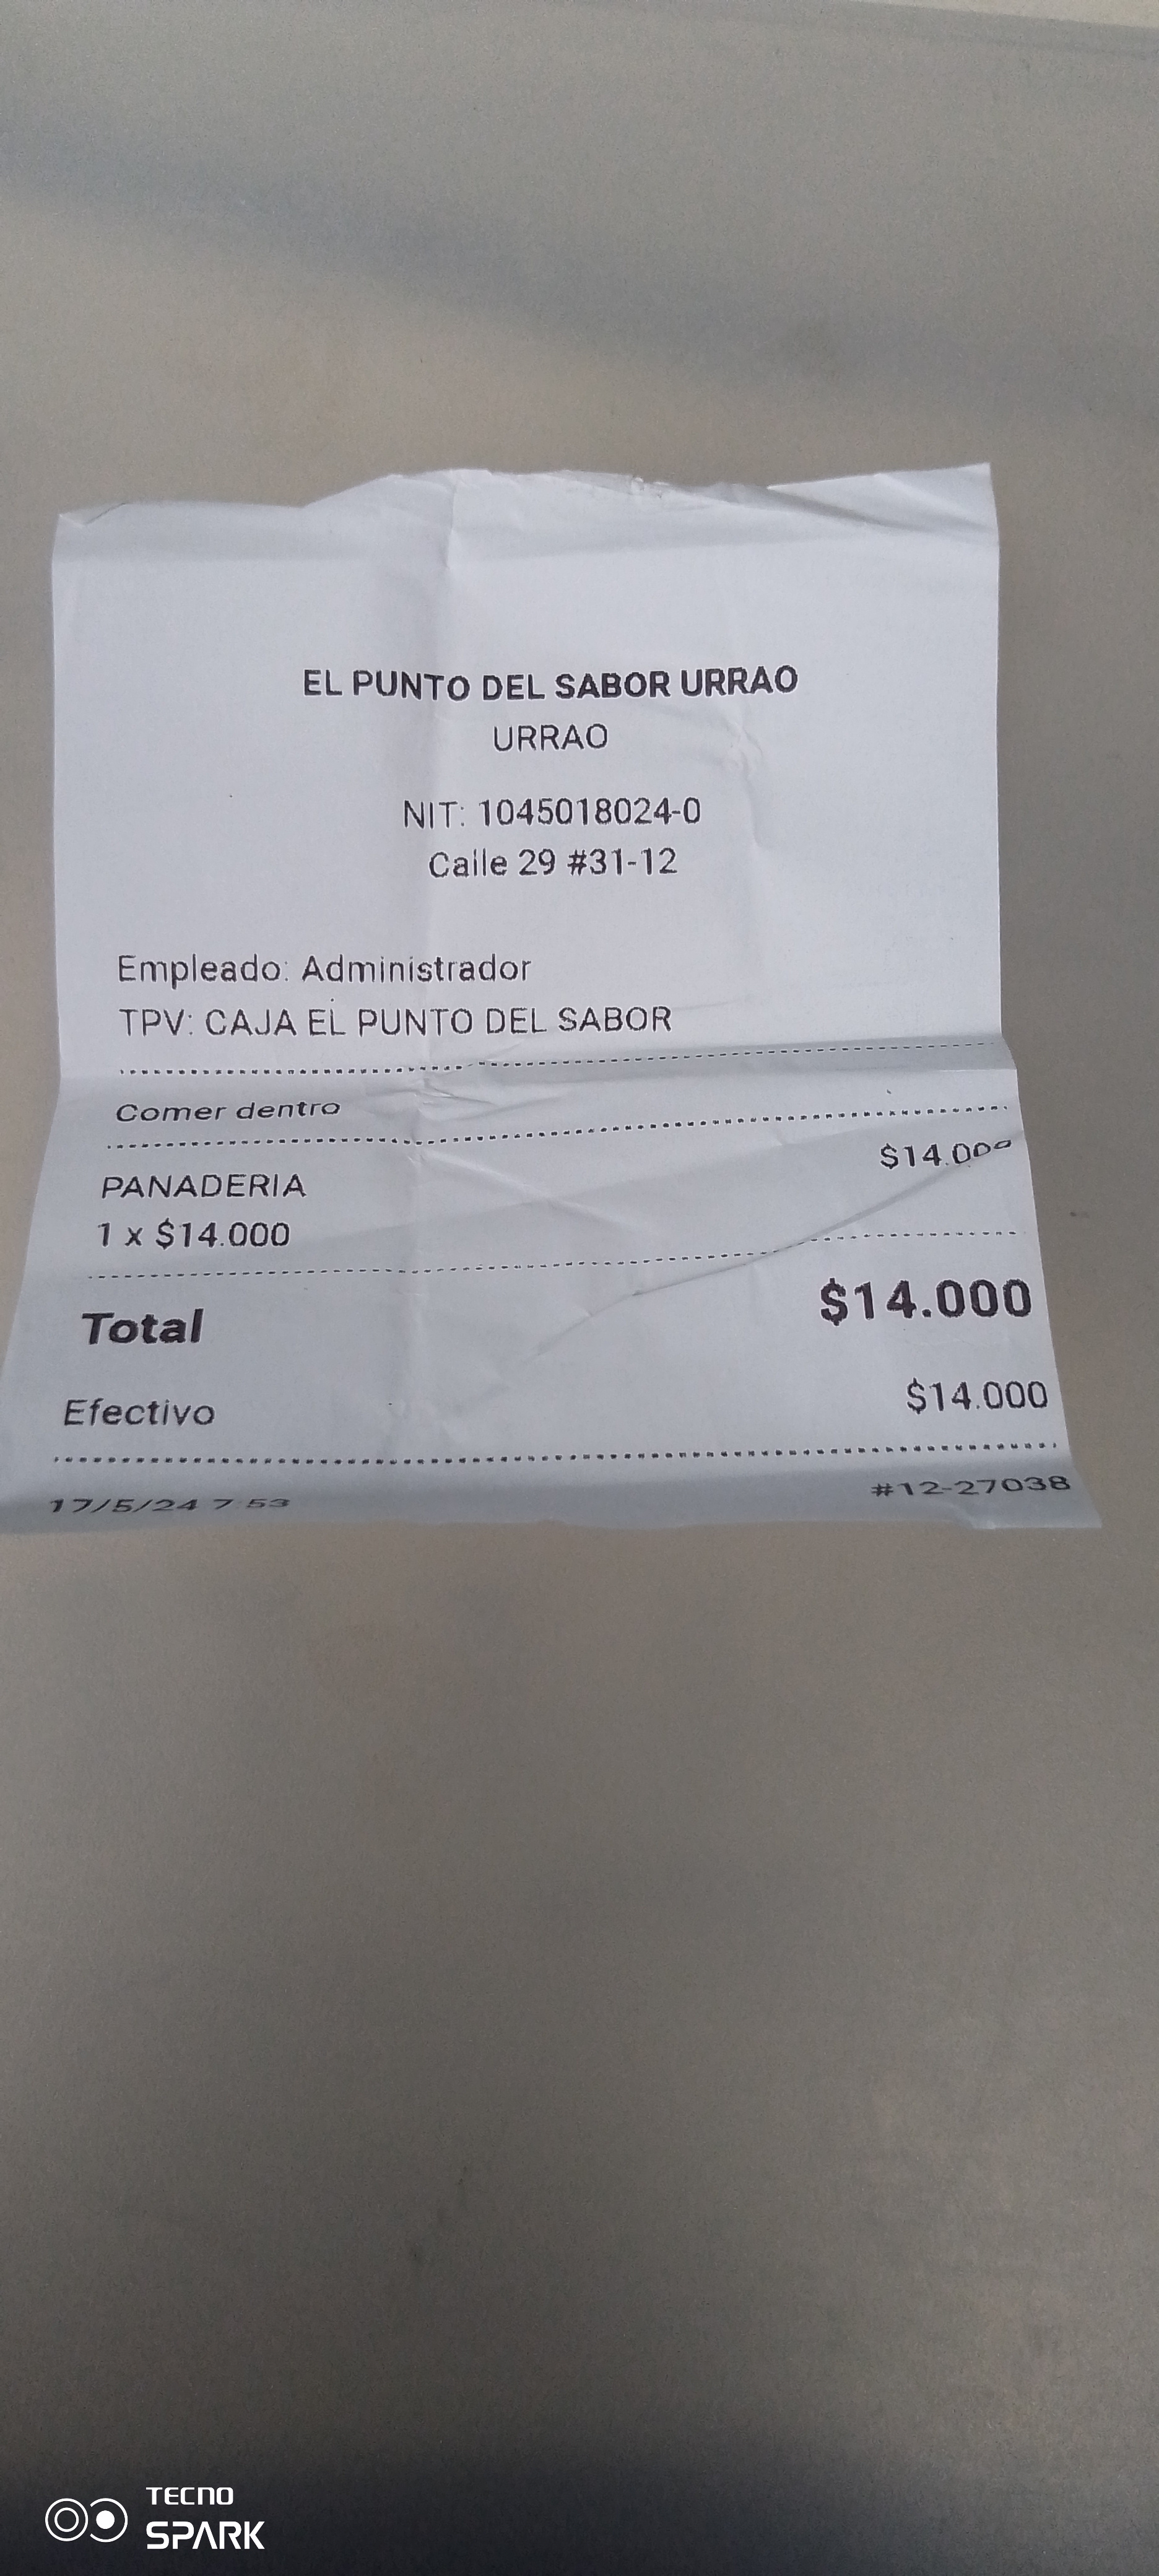 EL PUNTO DEL SABOR URRAO
URRAO
NIT: 1045018024-0
Calle 29 #31-12
Empleado: Administrador
TPV: CAJA EL PUNTO DEL SABOR
Comer dentro
PANADERIA $14.000
1 x $14.000
Total $14.000
Efectivo $14.000
17/5/24 7:53 #12-27038
TECNO
SPARK